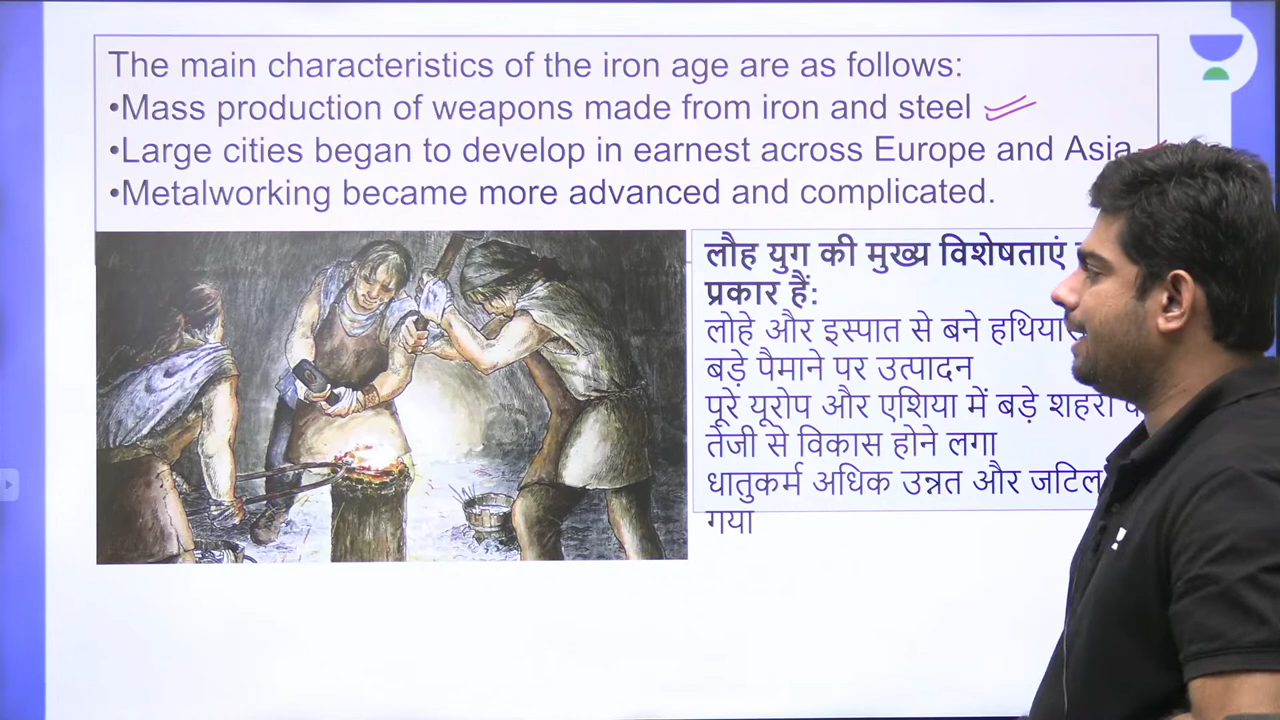 The main characteristics of the iron age are as follows:
•Mass production of weapons made from iron and steel
•Large cities began to develop in earnest across Europe and Asia
•Metalworking became more advanced and complicated.
लौह युग की मुख्य विशेषताएं
प्रकार हैं:
लोहे और इस्पात से बने
बड़े पैमाने पर उत्पादन
पूरे यूरोप और एशिया में बड़े शहरों
तेजी से विकास होने लगा
धातुकर्म अधिक उन्नत और जटिल
गया